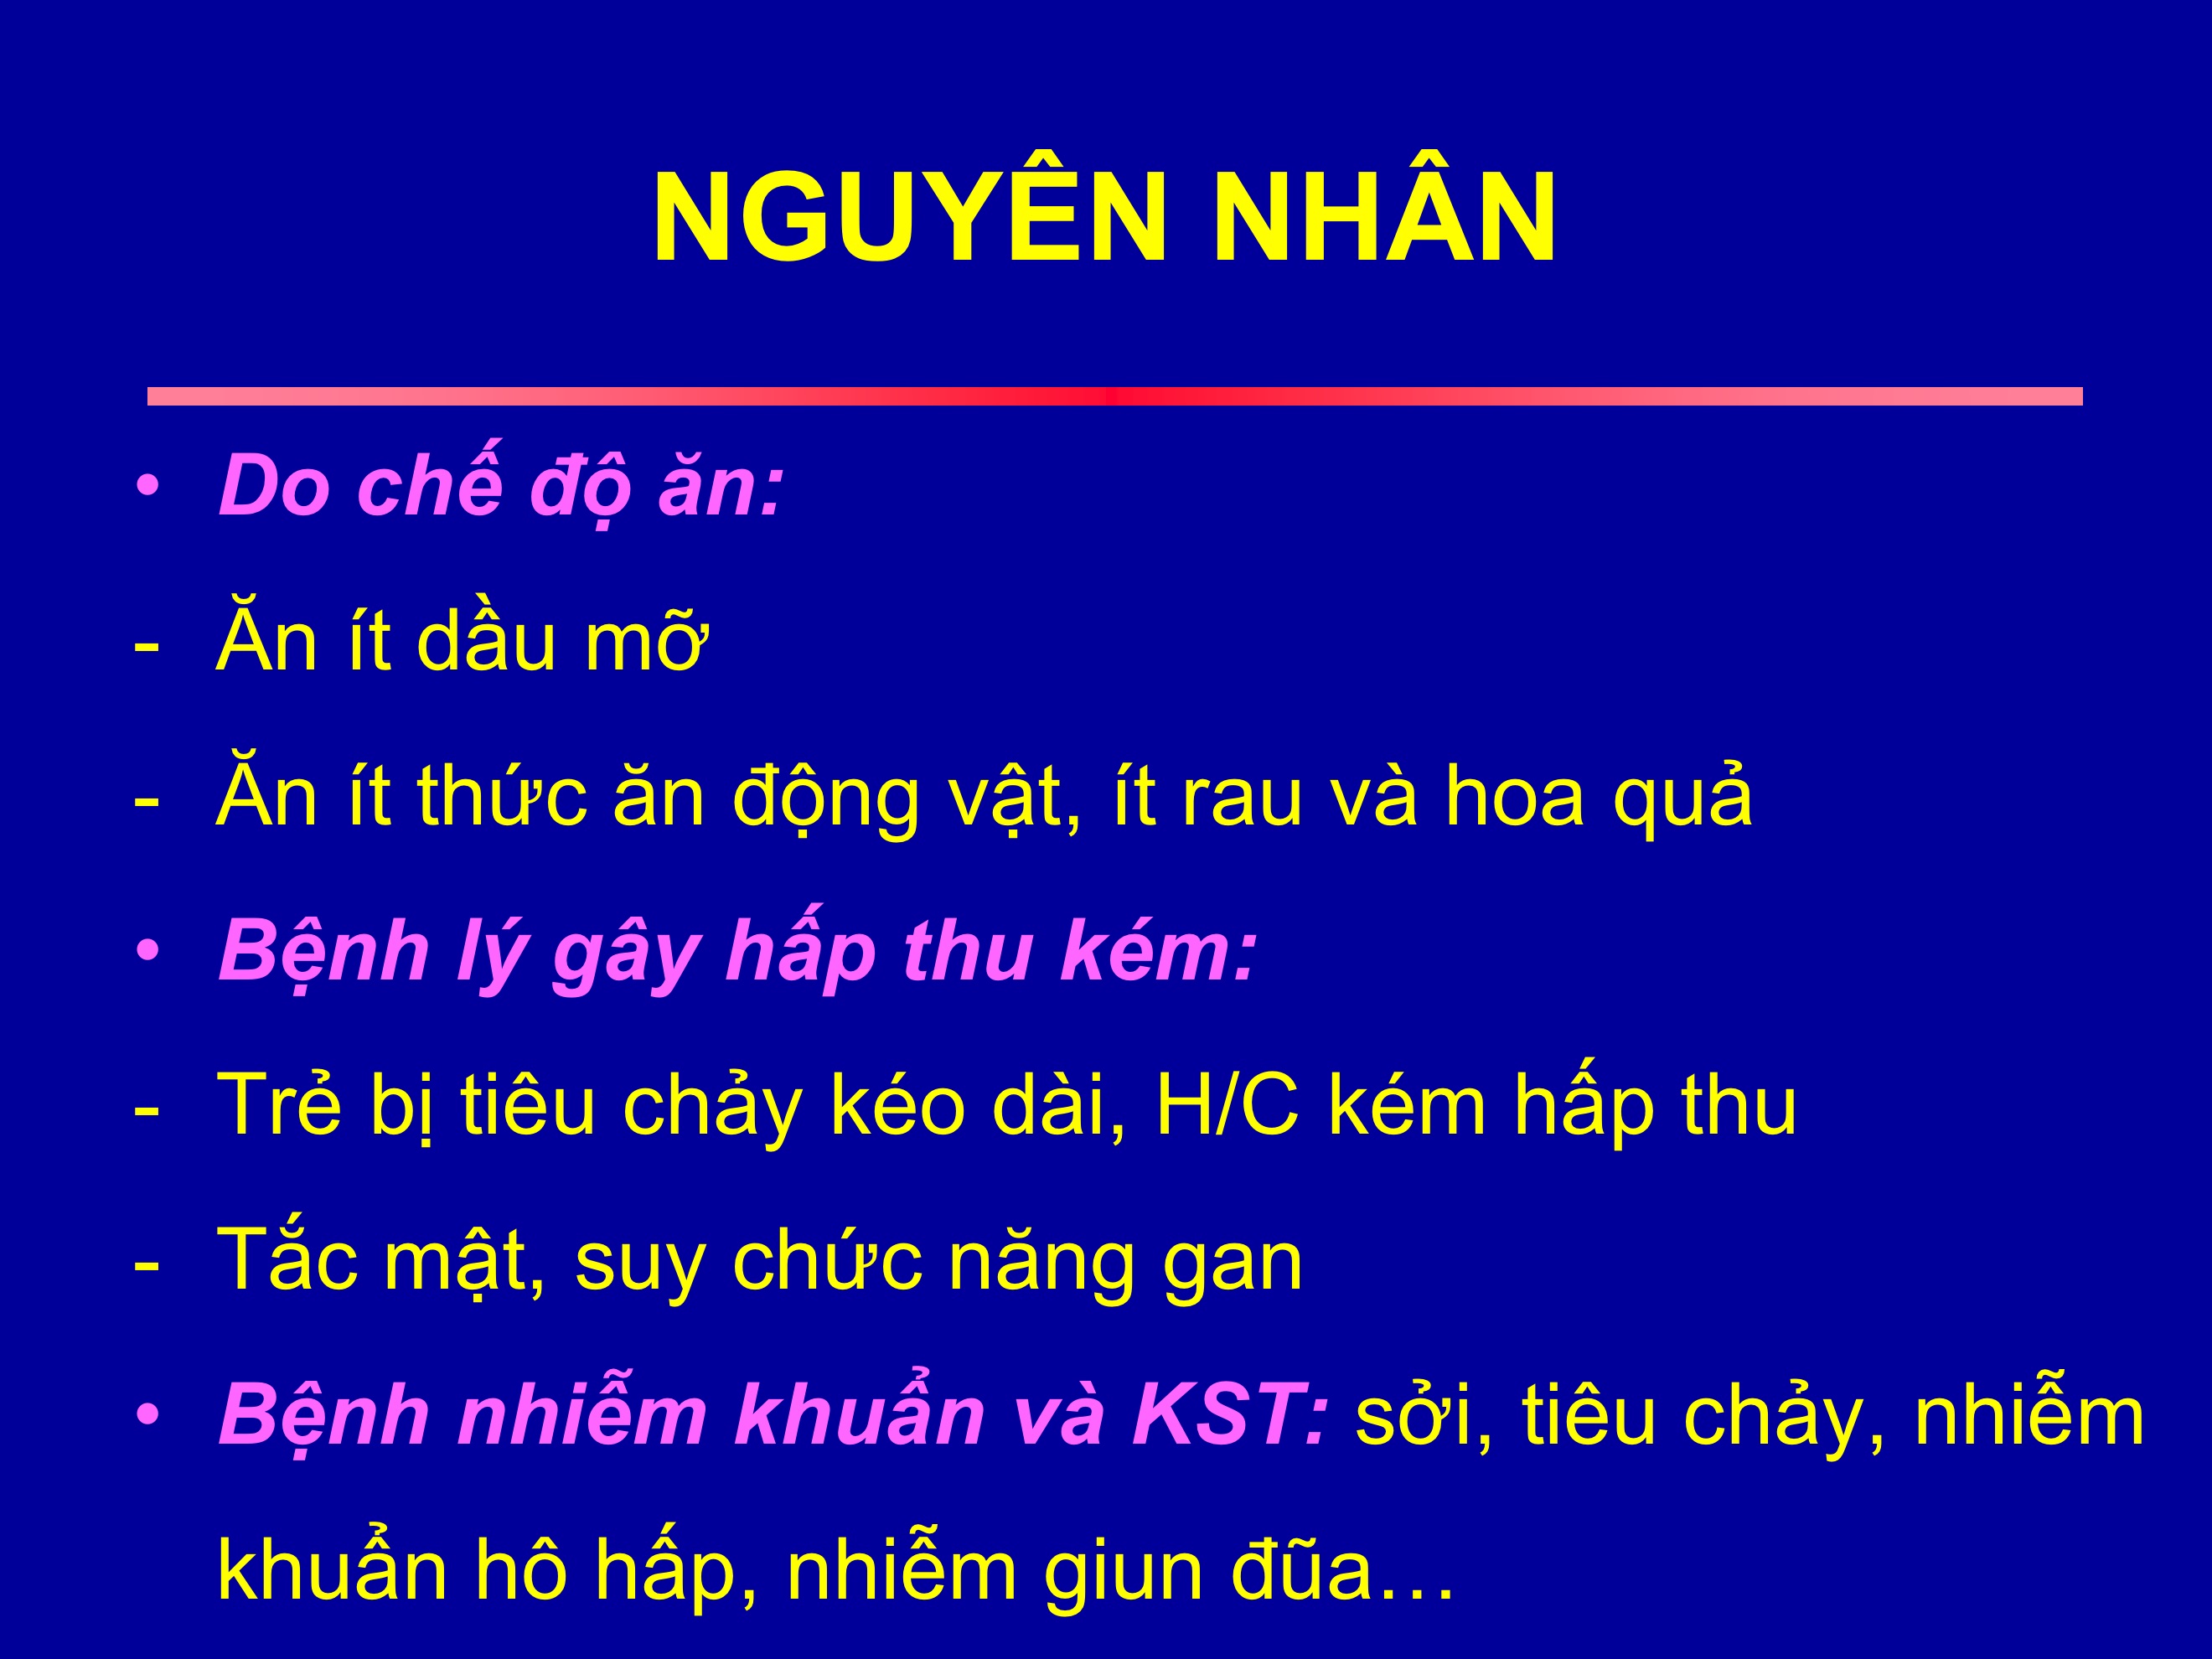 NGUYÊN NHÂN
• Do chế độ ăn:
- Ăn ít dầu mỡ
- Ăn ít thức ăn động vật, ít rau và hoa quả
• Bệnh lý gây hấp thu kém:
- Trẻ bị tiêu chảy kéo dài, H/C kém hấp thu
- Tắc mật, suy chức năng gan
• Bệnh nhiễm khuẩn và KST: sởi, tiêu chảy, nhiễm
khuẩn hô hấp, nhiễm giun đũa...